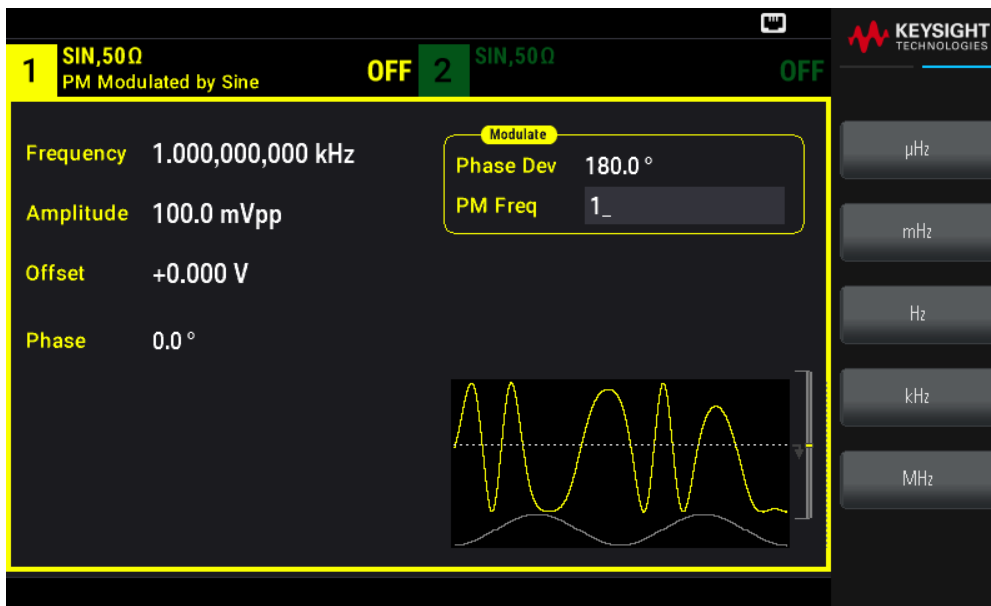 KEYSIGHT
TECHNOLOGIES
1 SIN,50Ω
PM Modulated by Sine OFF
2 SIN,50Ω
OFF
Frequency 1.000,000,000 kHz
Amplitude 100.0 mVpp
Offset +0.000 V
Phase 0.0 °
Modulate
Phase Dev 180.0 °
PM Freq 1_
µHz
mHz
Hz
kHz
MHz